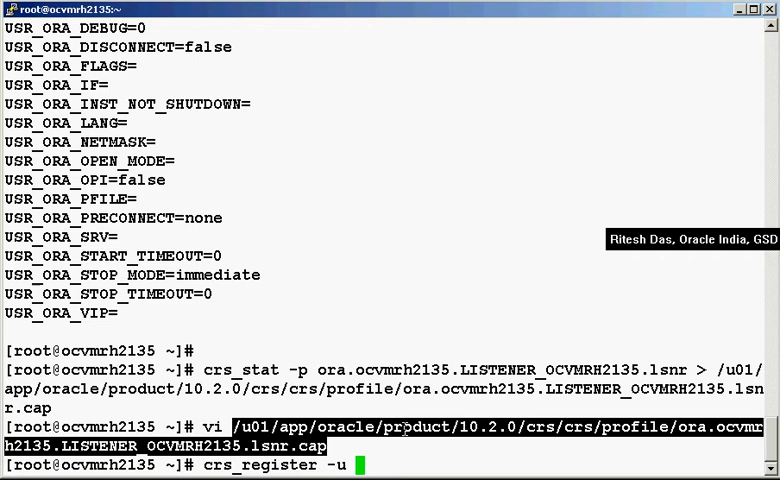 root@ocvmrh2135:~
USR_ORA_DEBUG=0
USR_ORA_DISCONNECT=false
USR_ORA_FLAGS=
USR_ORA_IF=
USR_ORA_INST_NOT_SHUTDOWN=
USR_ORA_LANG=
USR_ORA_NETMASK=
USR_ORA_OPEN_MODE=
USR_ORA_OPI=false
USR_ORA_PFILE=
USR_ORA_PRECONNECT=none
USR_ORA_SRV=
Ritesh Das, Oracle India, GSD
USR_ORA_START_TIMEOUT=0
USR_ORA_STOP_MODE=immediate
USR_ORA_STOP_TIMEOUT=0
USR_ORA_VIP=
[root@ocvmrh2135 ~]#
[root@ocvmrh2135 ~]# crs_stat -p ora.ocvmrh2135.LISTENER_OCVMRH2135.lsnr > /u01/
app/oracle/product/10.2.0/crs/crs/profile/ora.ocvmrh2135.LISTENER_OCVMRH2135.lsn
r.cap
[root@ocvmrh2135 ~]# vi /u01/app/oracle/product/10.2.0/crs/crs/profile/ora.ocvmr
h2135.LISTENER_OCVMRH2135.lsnr.cap
[root@ocvmrh2135 ~]# crs_register -u